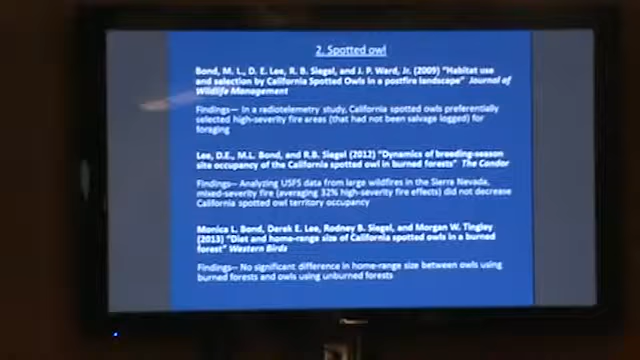 2. Spotted owl
Bond, M. L., D. E. Lee, R. B. Siegel, and J. P. Ward, Jr. (2009) "Habitat use
and selection by California Spotted Owls in a postfire landscape" Journal of
Wildlife Management
Findings— In a radiotelemetry study, California spotted owls preferentially
selected high-severity fire areas (that had not been salvage logged) for
foraging
Lee, D.E., M.L. Bond, and R.B. Siegel (2012) "Dynamics of breeding-season
site occupancy of the California spotted owl in burned forests" The Condor
Findings— Analyzing USFS data from large wildfires in the Sierra Nevada,
mixed-severity fire (averaging 32% high-severity fire effects) did not decrease
California spotted owl territory occupancy
Monica L. Bond, Derek E. Lee, Rodney B. Siegel, and Morgan W. Tingley
(2013) "Diet and home-range size of California spotted owls in a burned
forest" Western Birds
Findings— No significant difference in home-range size between owls using
burned forests and owls using unburned forests